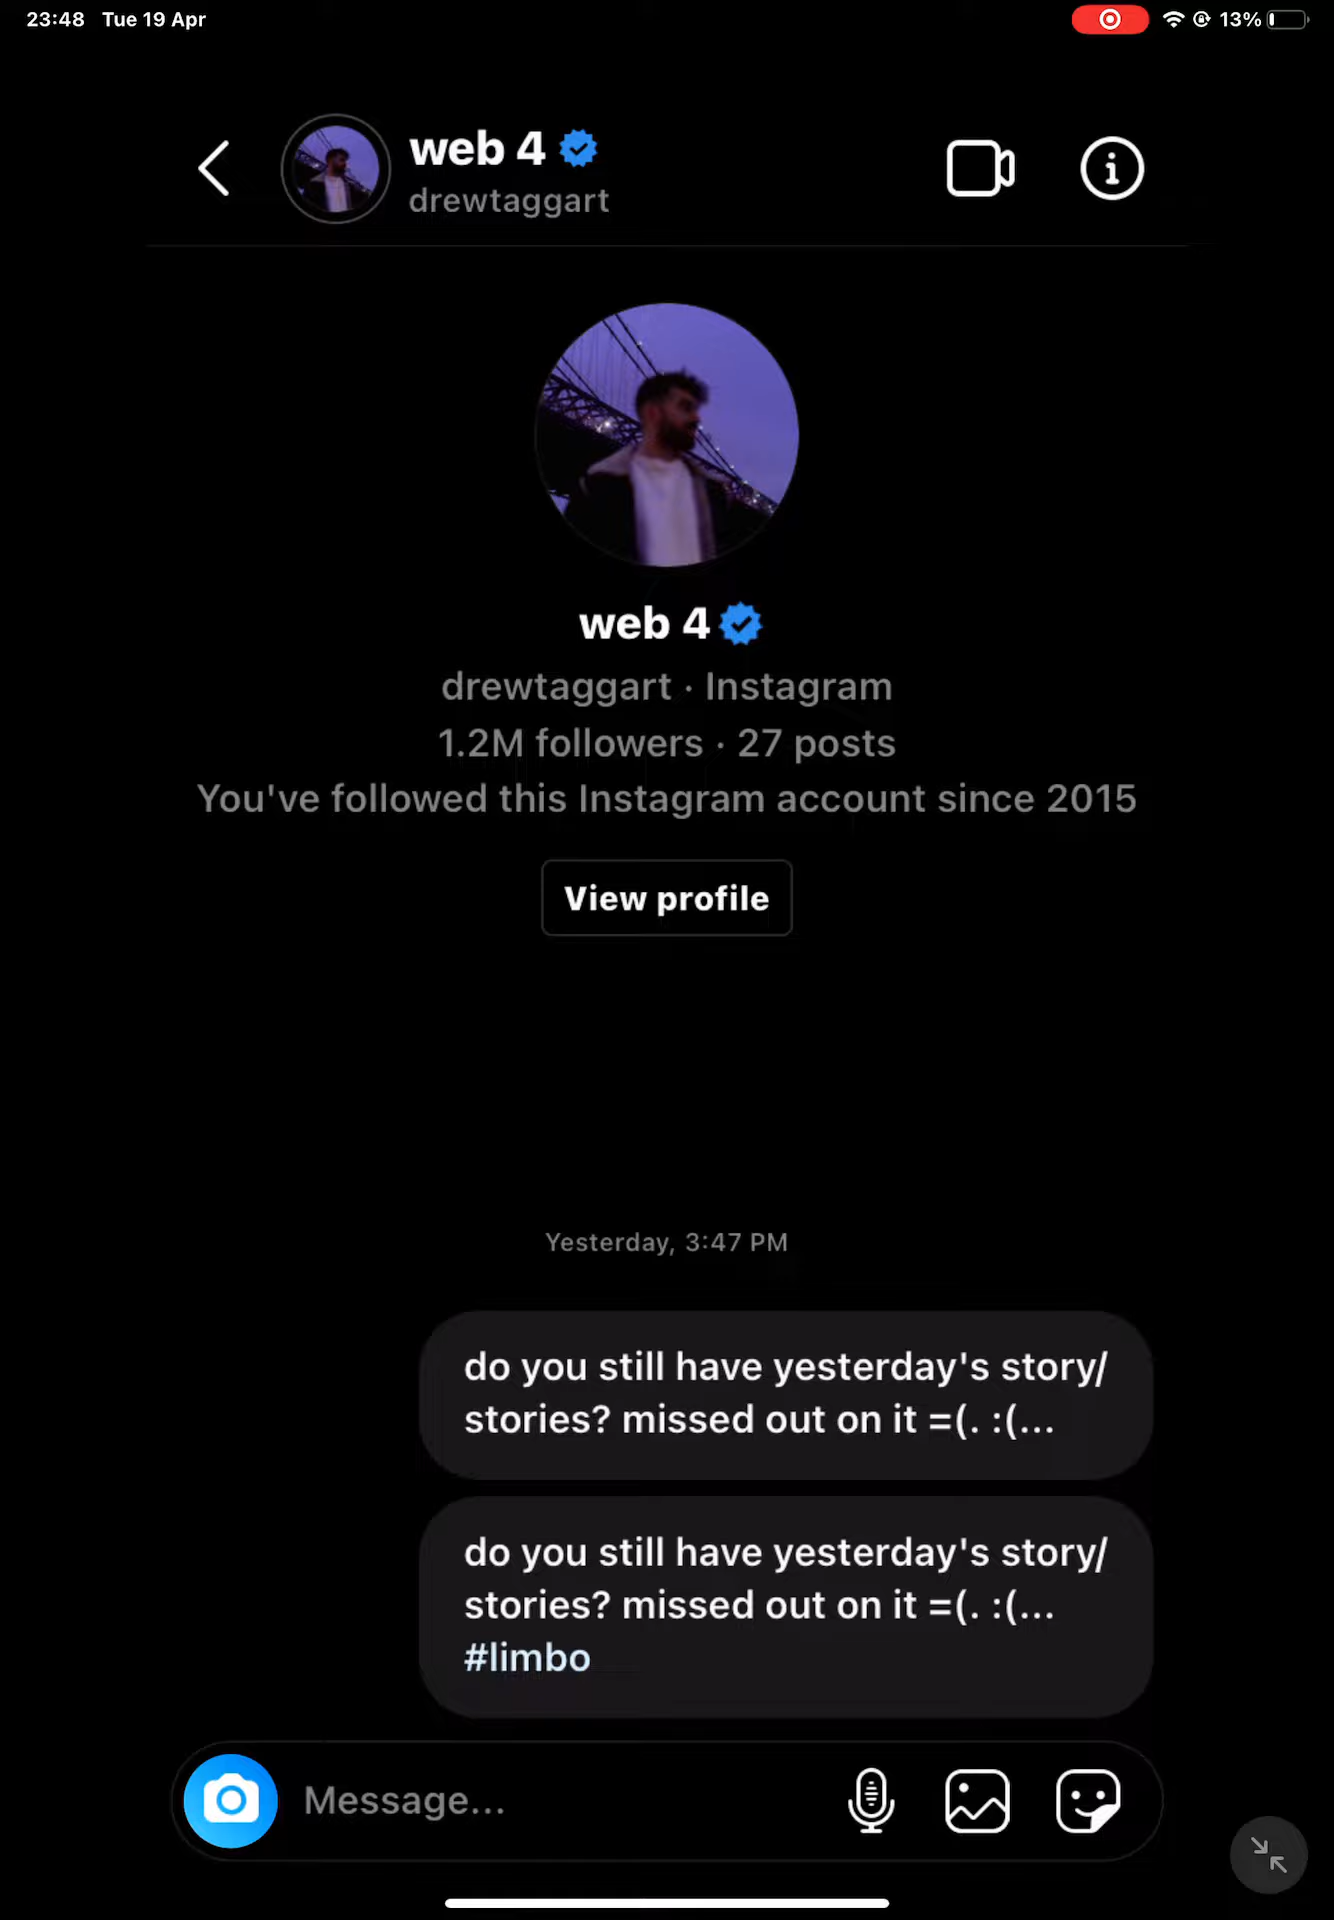 23:48 Tue 19 Apr 13%
web 4
drewtaggart
web 4
drewtaggart · Instagram
1.2M followers · 27 posts
You've followed this Instagram account since 2015
View profile
Yesterday, 3:47 PM
do you still have yesterday's story/
stories? missed out on it =(. :(...
do you still have yesterday's story/
stories? missed out on it =(. :(...
#limbo
Message...